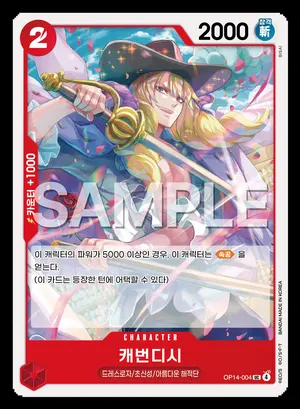 2
2000
참격
斬
카운터 +1000
SAMPLE
이 캐릭터의 파워가 5000 이상인 경우, 이 캐릭터는 속공 을
얻는다.
(이 카드는 등장한 턴에 어택할 수 있다)
CHARACTER
캐번디시
드레스로자/초신성/아름다운 해적단
OP14-004 UC 4
BANDAI MADE IN KOREA